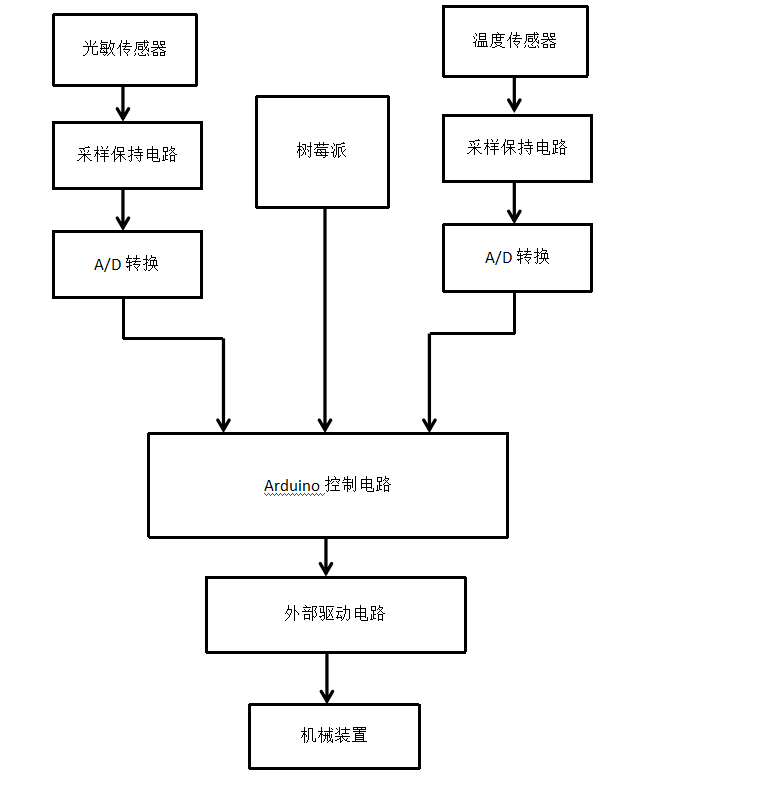 光敏传感器
温度传感器
树莓派
采样保持电路
采样保持电路
A/D 转换
A/D 转换
Arduino 控制电路
外部驱动电路
机械装置